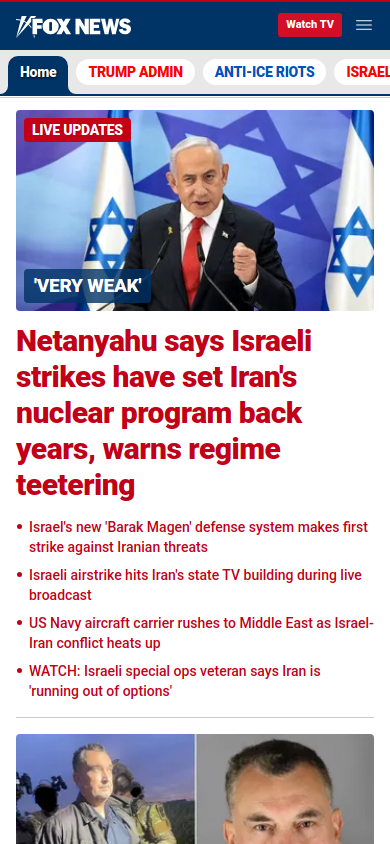 FOX NEWS
Watch TV
Home
TRUMP ADMIN
ANTI-ICE RIOTS
ISRAEL
LIVE UPDATES
'VERY WEAK'
Netanyahu says Israeli
strikes have set Iran's
nuclear program back
years, warns regime
teetering
• Israel's new 'Barak Magen' defense system makes first
strike against Iranian threats
• Israeli airstrike hits Iran's state TV building during live
broadcast
• US Navy aircraft carrier rushes to Middle East as Israel-
Iran conflict heats up
• WATCH: Israeli special ops veteran says Iran is
'running out of options'